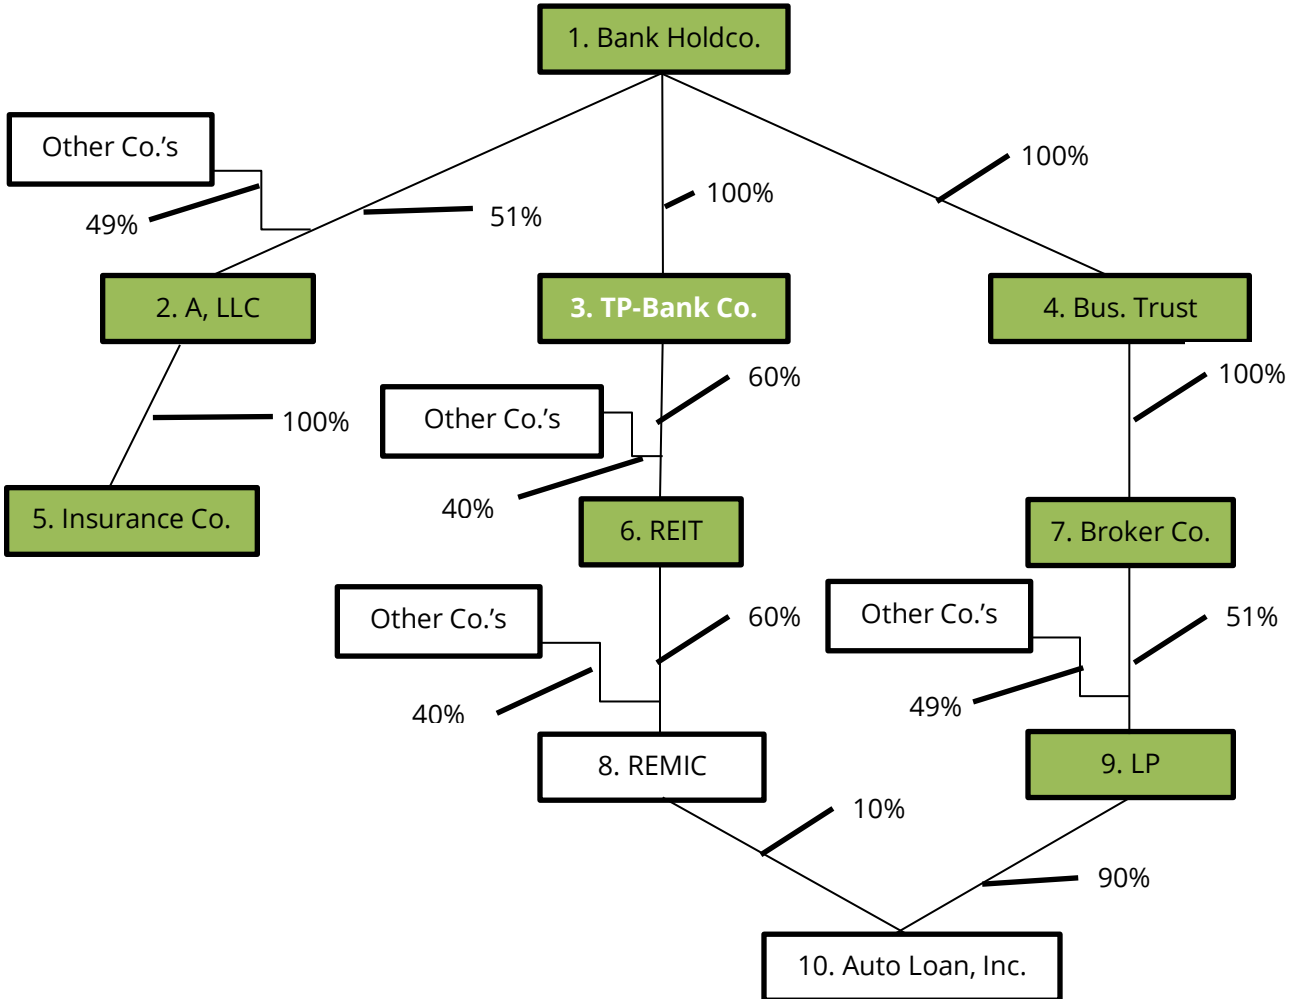 1. Bank Holdco.
Other Co.'s
100%
100%
49%
51%
2. A, LLC
3. TP-Bank Co.
4. Bus. Trust
60%
100%
Other Co.'s
100%
40%
5. Insurance Co.
6. REIT
7. Broker Co.
Other Co.'s
60%
Other Co.'s
51%
40%
49%
8. REMIC
9. LP
10%
90%
10. Auto Loan, Inc.